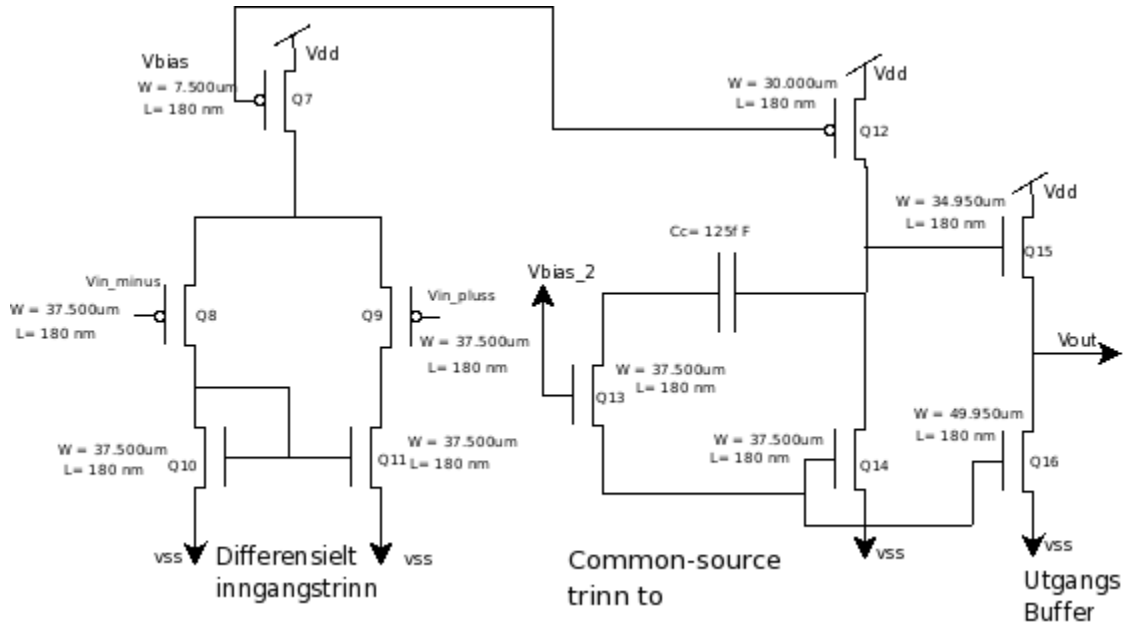 Vbias
Vdd
W = 7.500um
L= 180 nm
Q7
W = 30.000um
L= 180 nm
Vdd
Q12
W = 34.950um
L= 180 nm
Vdd
Q15
Cc= 125f F
Vbias_2
Vin_minus
W = 37.500um
L= 180 nm
Q8
Q9
Vin_pluss
W = 37.500um
L= 180 nm
Vout
W = 37.500um
L= 180 nm
Q13
W = 37.500um
L= 180 nm
Q10
W = 37.500um
L= 180 nm
Q11
W = 37.500um
L= 180 nm
Q14
W = 49.950um
L= 180 nm
Q16
vss
Differensielt
inngangstrinn
vss
Common-source
trinn to
vss
vss
Utgangs
Buffer